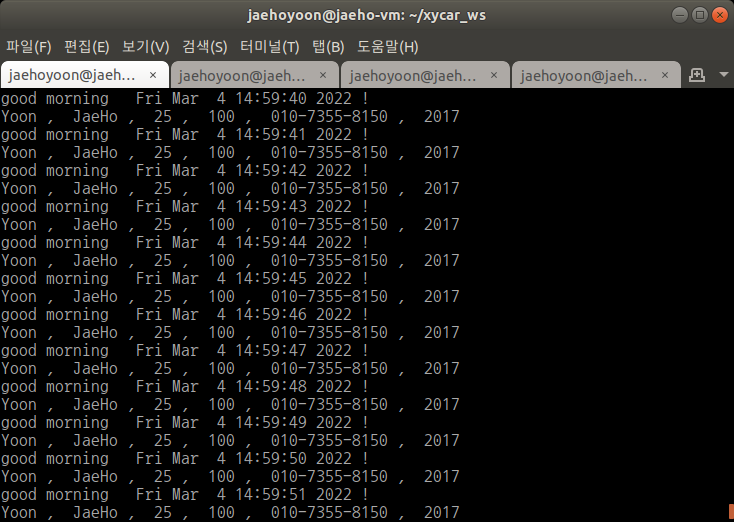 jaehoyoon@jaeho-vm: ~/xycar_ws
파일(F) 편집(E) 보기(V) 검색(S) 터미널(T) 탭(B) 도움말(H)
jaehoyoon@jaeh… × jaehoyoon@jaeh… × jaehoyoon@jaeh… × jaehoyoon@jaeh… ×
good morning   Fri Mar  4 14:59:40 2022 !
Yoon ,  JaeHo ,  25 ,  100 ,  010-7355-8150 ,  2017
good morning   Fri Mar  4 14:59:41 2022 !
Yoon ,  JaeHo ,  25 ,  100 ,  010-7355-8150 ,  2017
good morning   Fri Mar  4 14:59:42 2022 !
Yoon ,  JaeHo ,  25 ,  100 ,  010-7355-8150 ,  2017
good morning   Fri Mar  4 14:59:43 2022 !
Yoon ,  JaeHo ,  25 ,  100 ,  010-7355-8150 ,  2017
good morning   Fri Mar  4 14:59:44 2022 !
Yoon ,  JaeHo ,  25 ,  100 ,  010-7355-8150 ,  2017
good morning   Fri Mar  4 14:59:45 2022 !
Yoon ,  JaeHo ,  25 ,  100 ,  010-7355-8150 ,  2017
good morning   Fri Mar  4 14:59:46 2022 !
Yoon ,  JaeHo ,  25 ,  100 ,  010-7355-8150 ,  2017
good morning   Fri Mar  4 14:59:47 2022 !
Yoon ,  JaeHo ,  25 ,  100 ,  010-7355-8150 ,  2017
good morning   Fri Mar  4 14:59:48 2022 !
Yoon ,  JaeHo ,  25 ,  100 ,  010-7355-8150 ,  2017
good morning   Fri Mar  4 14:59:49 2022 !
Yoon ,  JaeHo ,  25 ,  100 ,  010-7355-8150 ,  2017
good morning   Fri Mar  4 14:59:50 2022 !
Yoon ,  JaeHo ,  25 ,  100 ,  010-7355-8150 ,  2017
good morning   Fri Mar  4 14:59:51 2022 !
Yoon ,  JaeHo ,  25 ,  100 ,  010-7355-8150 ,  2017